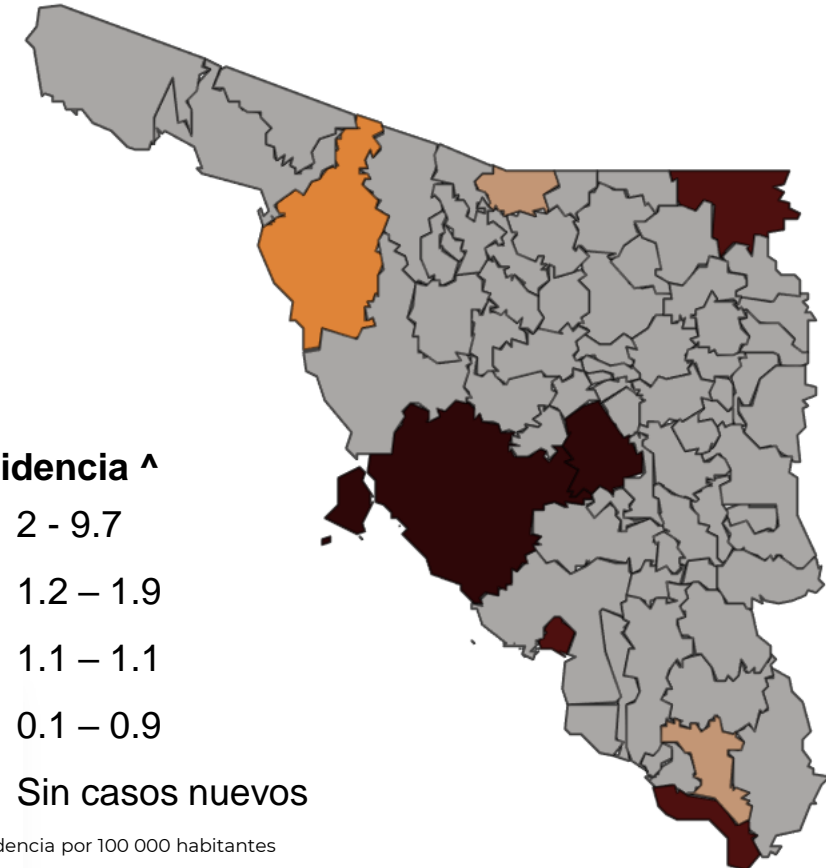 idencia ^
2 - 9.7
1.2 – 1.9
1.1 – 1.1
0.1 – 0.9
Sin casos nuevos
dencia por 100 000 habitantes